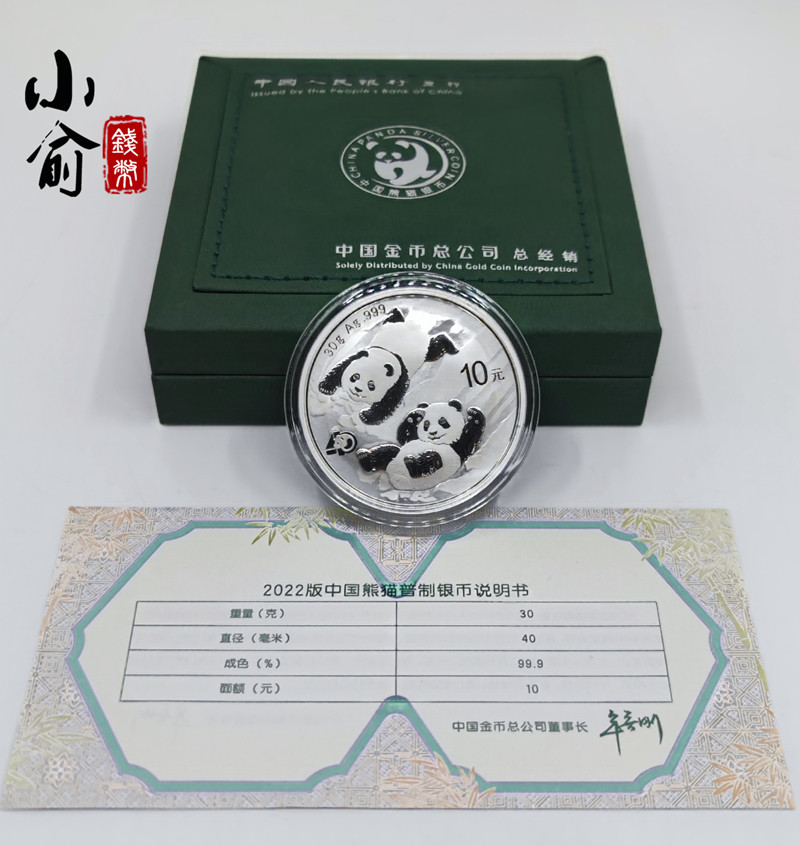 小俞
錢幣
中国人民银行 发行
Issued by the People's Bank of China
CHINA PANDA SILVER COIN
中国熊猫银币
中国金币总公司 总经销
Solely Distributed by China Gold Coin Incorporation
30g Ag.999
10元
40
2022版中国熊猫普制银币说明书
重量（克） 30
直径（毫米） 40
成色（%） 99.9
面额（元） 10
中国金币总公司董事长